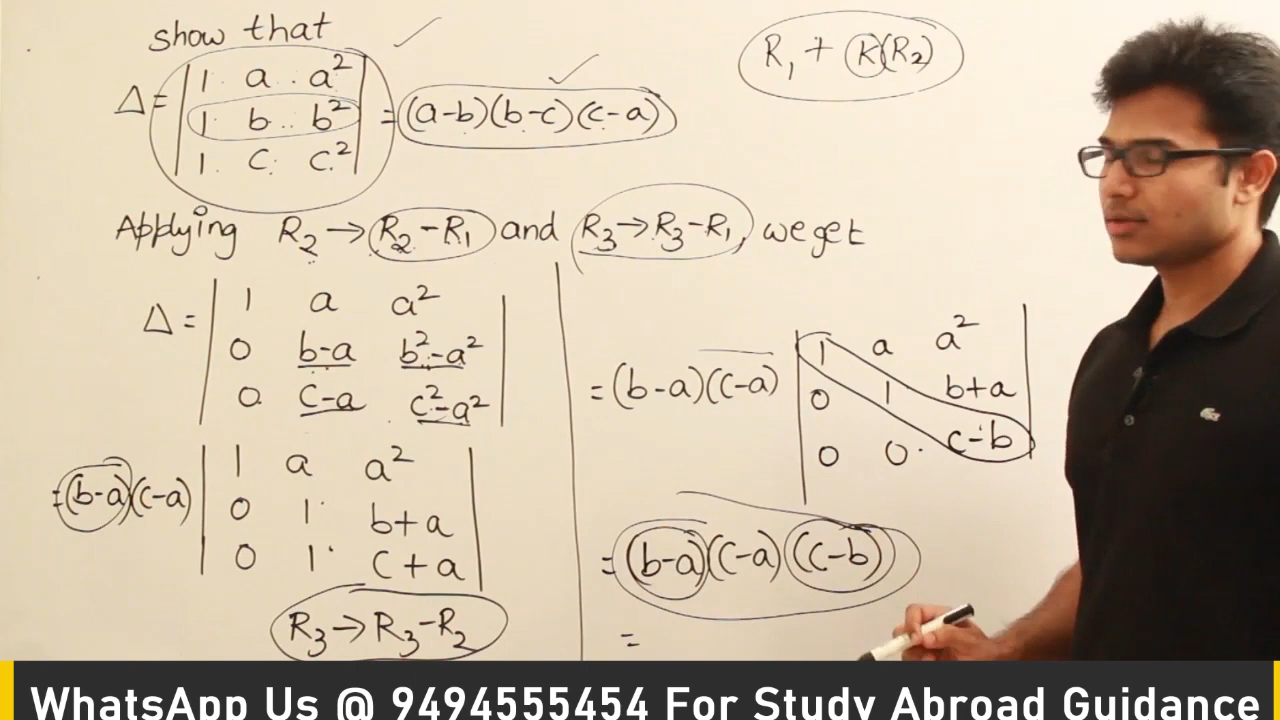 show that
R₁ + K(R₂)
Δ = | 1 a a² |
| 1 b b² | = (a-b)(b-c)(c-a)
| 1 c c² |
Applying R₂ → R₂-R₁ and R₃ → R₃-R₁, we get
Δ = | 1 a a² |
| 0 b-a b²-a² |
| 0 c-a c²-a² |
=(b-a)(c-a) | 1 a a² |
| 0 1 b+a |
| 0 1 c+a |
R₃ → R₃-R₂
= (b-a)(c-a) | 1 a a² |
| 0 1 b+a |
| 0 0 c-b |
= (b-a)(c-a)(c-b)
=
WhatsApp Us @ 9494555454 For Study Abroad Guidance